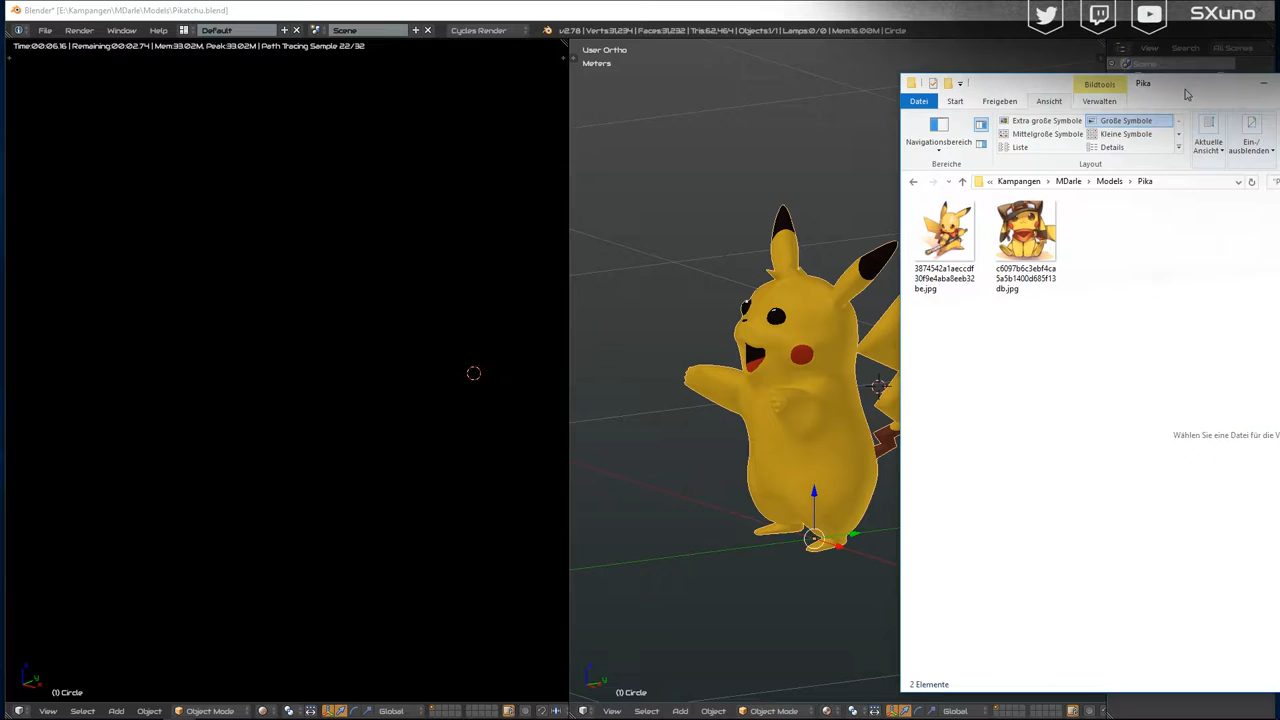 Blender* [E:\Kampangen\MDarle\Models\Pikatchu.blend]
SXuno
File Render Window Help Default Scene Cycles Render v2.78 | Verts:31,234 | Faces:31,232 | Tris:62,464 | Objects:1/1 | Lamps:0/0 | Mem:16.00M | Circle
Time:00:06.16 | Remaining:00:02.74 | Mem:33.02M, Peak:33.02M | Path Tracing Sample 22/32
User Ortho
Meters
View Search All Scenes
Scene
Bildtools Pika
Datei Start Freigeben Ansicht Verwalten
Extra große Symbole Große Symbole
Mittelgroße Symbole Kleine Symbole
Liste Details
Navigationsbereich
Aktuelle Ansicht
Ein-/ausblenden
Bereiche Layout
« Kampangen › MDarle › Models › Pika
3874542a1aeccdf
30f9e4aba8eeb32
be.jpg
c6097b6c3ebf4ca
5a5b1400d685f13
db.jpg
Wählen Sie eine Datei für die V
2 Elemente
(1) Circle
(1) Circle
View Select Add Object Object Mode Global
View Select Add Object Object Mode Global